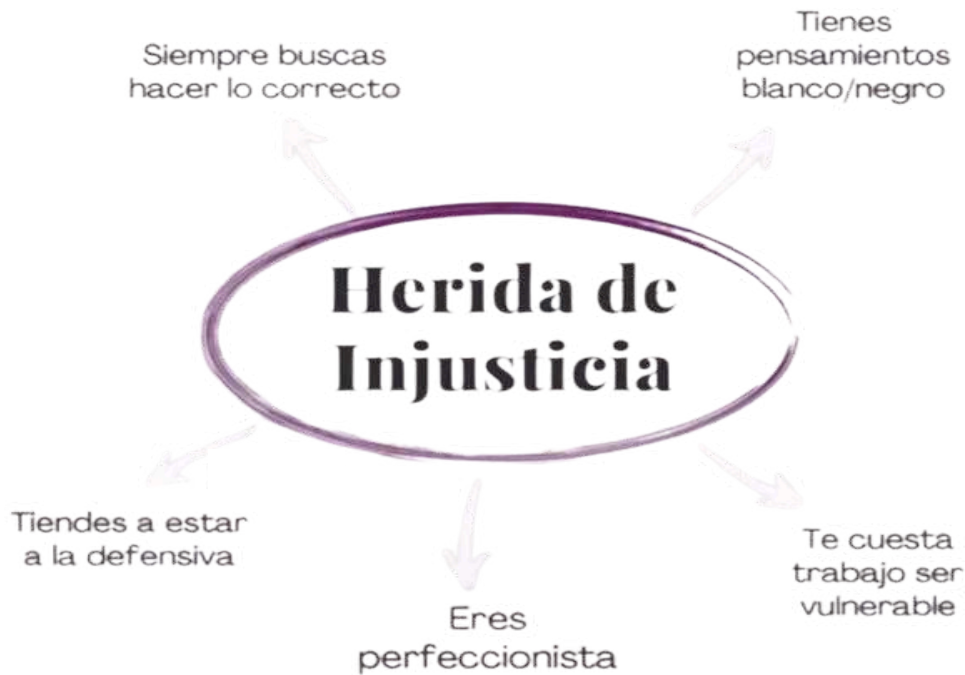 Siempre buscas
hacer lo correcto
Tienes
pensamientos
blanco/negro
Herida de
Injusticia
Tiendes a estar
a la defensiva
Eres
perfeccionista
Te cuesta
trabajo ser
vulnerable